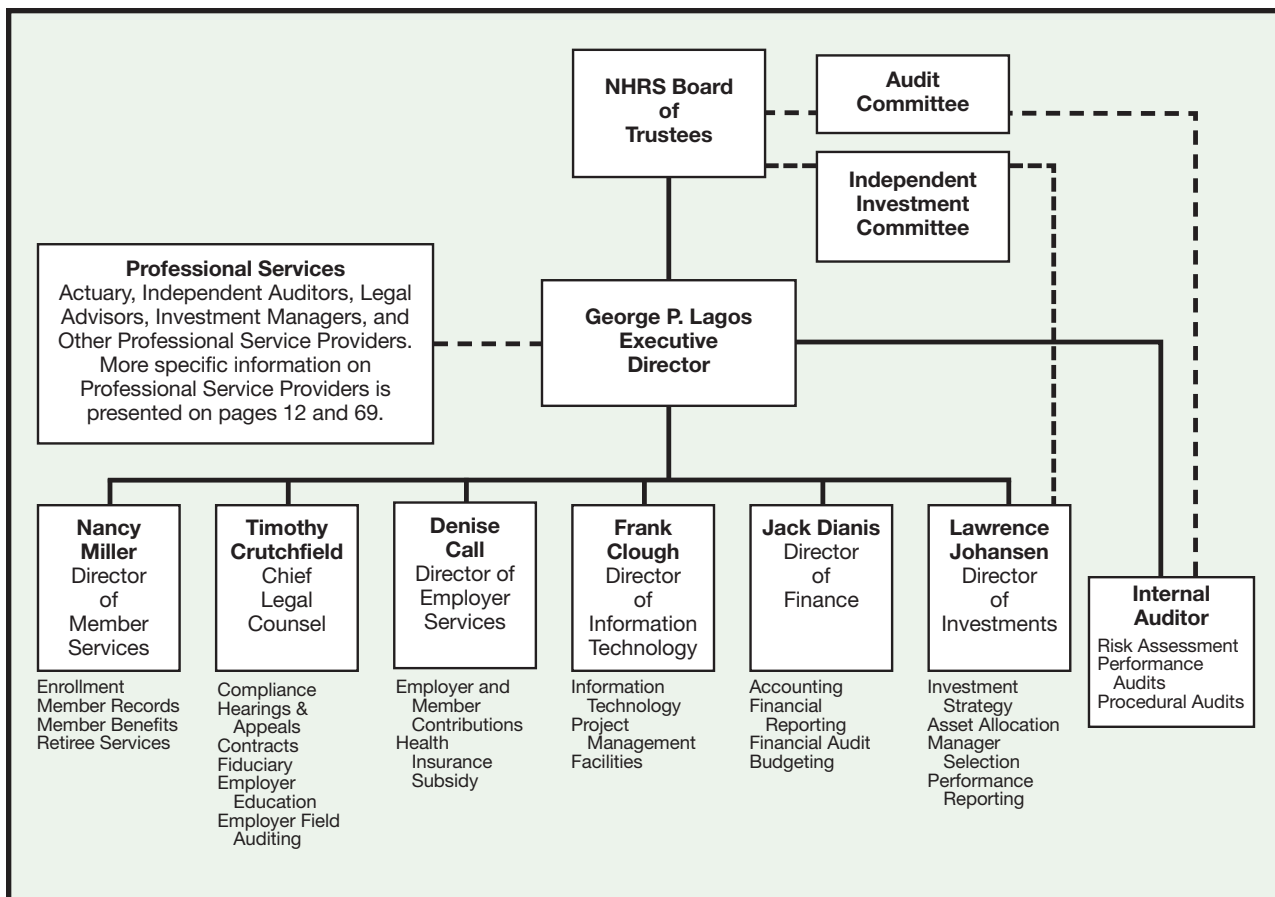 NHRS Board
of
Trustees
Audit
Committee
Independent
Investment
Committee
Professional Services
Actuary, Independent Auditors, Legal
Advisors, Investment Managers, and
Other Professional Service Providers.
More specific information on
Professional Service Providers is
presented on pages 12 and 69.
George P. Lagos
Executive
Director
Nancy
Miller
Director
of
Member
Services
Enrollment
Member Records
Member Benefits
Retiree Services
Timothy
Crutchfield
Chief
Legal
Counsel
Compliance
Hearings &
Appeals
Contracts
Fiduciary
Employer
Education
Employer Field
Auditing
Denise
Call
Director of
Employer
Services
Employer and
Member
Contributions
Health
Insurance
Subsidy
Frank
Clough
Director
of
Information
Technology
Information
Technology
Project
Management
Facilities
Jack Dianis
Director
of
Finance
Accounting
Financial
Reporting
Financial Audit
Budgeting
Lawrence
Johansen
Director
of
Investments
Investment
Strategy
Asset Allocation
Manager
Selection
Performance
Reporting
Internal
Auditor
Risk Assessment
Performance
Audits
Procedural Audits